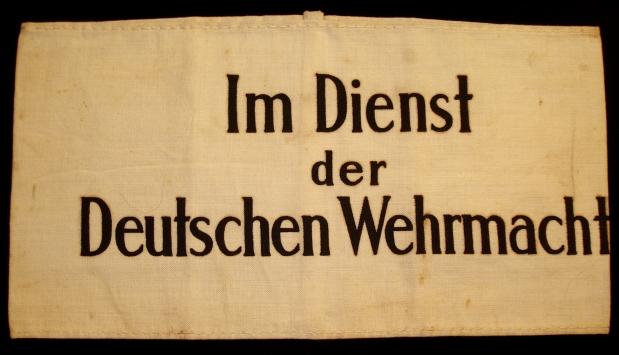 Im Dienst
der
Deutschen Wehrmacht